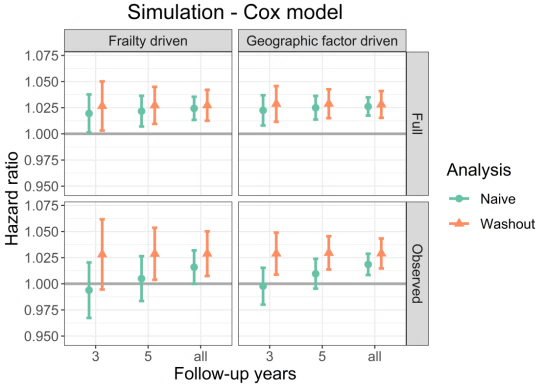 Simulation - Cox model
Frailty driven
Geographic factor driven
1.075
1.050
1.025
1.000
0.975
0.950
Full
1.075
1.050
1.025
1.000
0.975
0.950
Observed
Hazard ratio
3 5 all
3 5 all
Follow-up years
Analysis
Naive
Washout